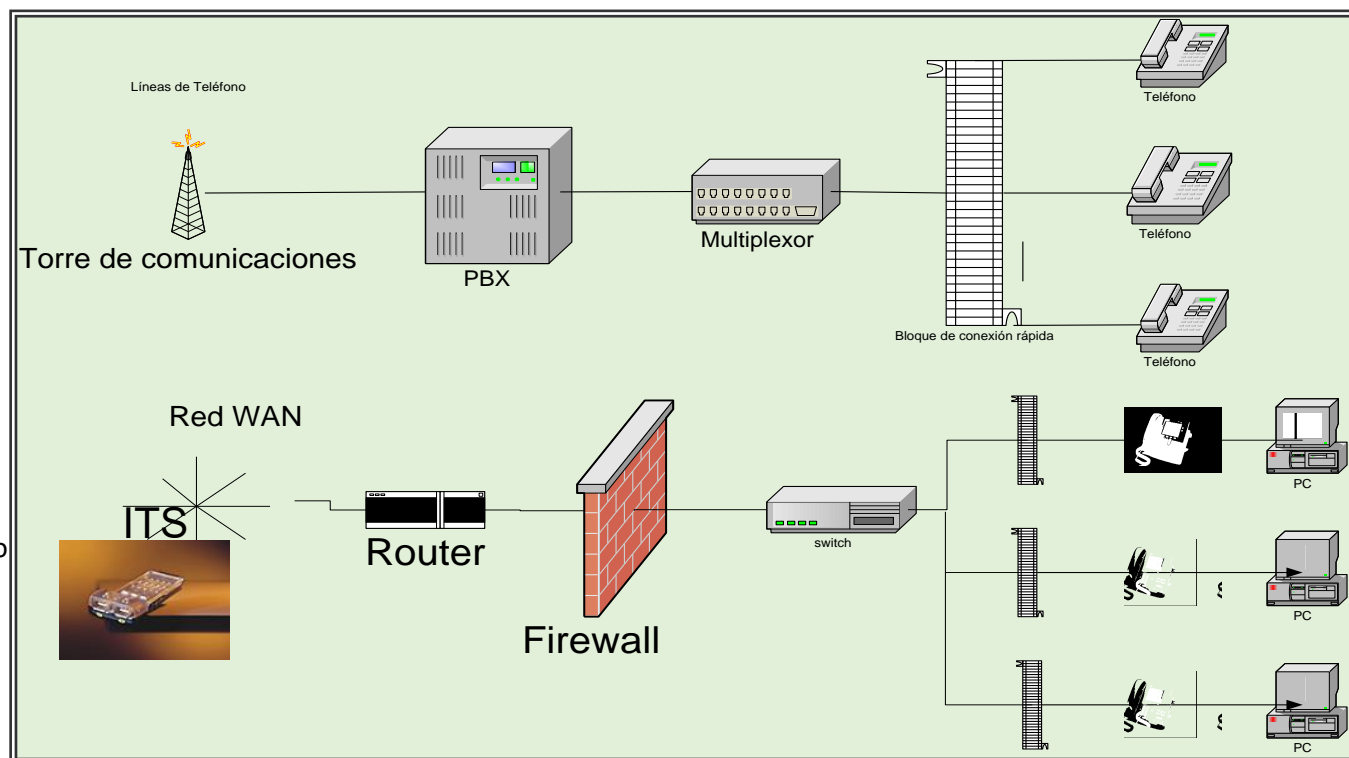 Líneas de Teléfono
Torre de comunicaciones
PBX
Multiplexor
Bloque de conexión rápida
Teléfono
Teléfono
Teléfono
Red WAN
ITS
Router
Firewall
switch
PC
PC
PC